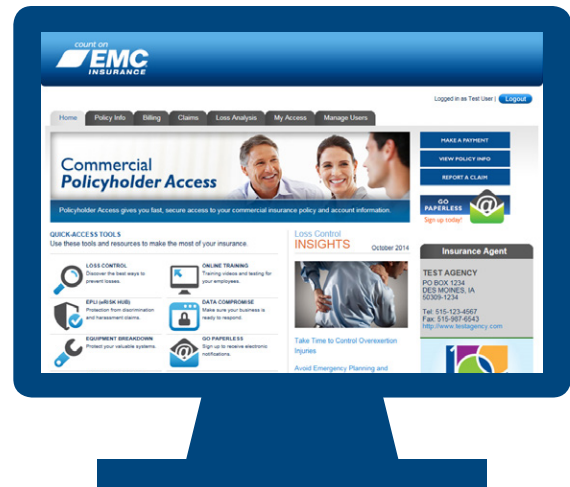 count on
EMC
INSURANCE
Logged in as Test User | Logout
Home Policy Info Billing Claims Loss Analysis My Access Manage Users
Commercial
Policyholder Access
Policyholder Access gives you fast, secure access to your commercial insurance policy and account information.
MAKE A PAYMENT
VIEW POLICY INFO
REPORT A CLAIM
GO
PAPERLESS
Sign up today!
QUICK-ACCESS TOOLS
Use these tools and resources to make the most of your insurance.
LOSS CONTROL
Discover the best ways to
prevent losses.
ONLINE TRAINING
Training videos and testing for
your employees.
EPLI (eRISK HUB)
Protection from discrimination
and harassment claims.
DATA COMPROMISE
Make sure your business is
ready to respond.
EQUIPMENT BREAKDOWN
Protect your valuable systems.
GO PAPERLESS
Sign up to receive electronic
notifications.
Loss Control
INSIGHTS October 2014
Take Time to Control Overexertion
Injuries
Avoid Emergency Planning and
Insurance Agent
TEST AGENCY
PO BOX 1234
DES MOINES, IA
50309-1234
Tel: 515-123-4567
Fax: 515-987-6543
http://www.testagency.com